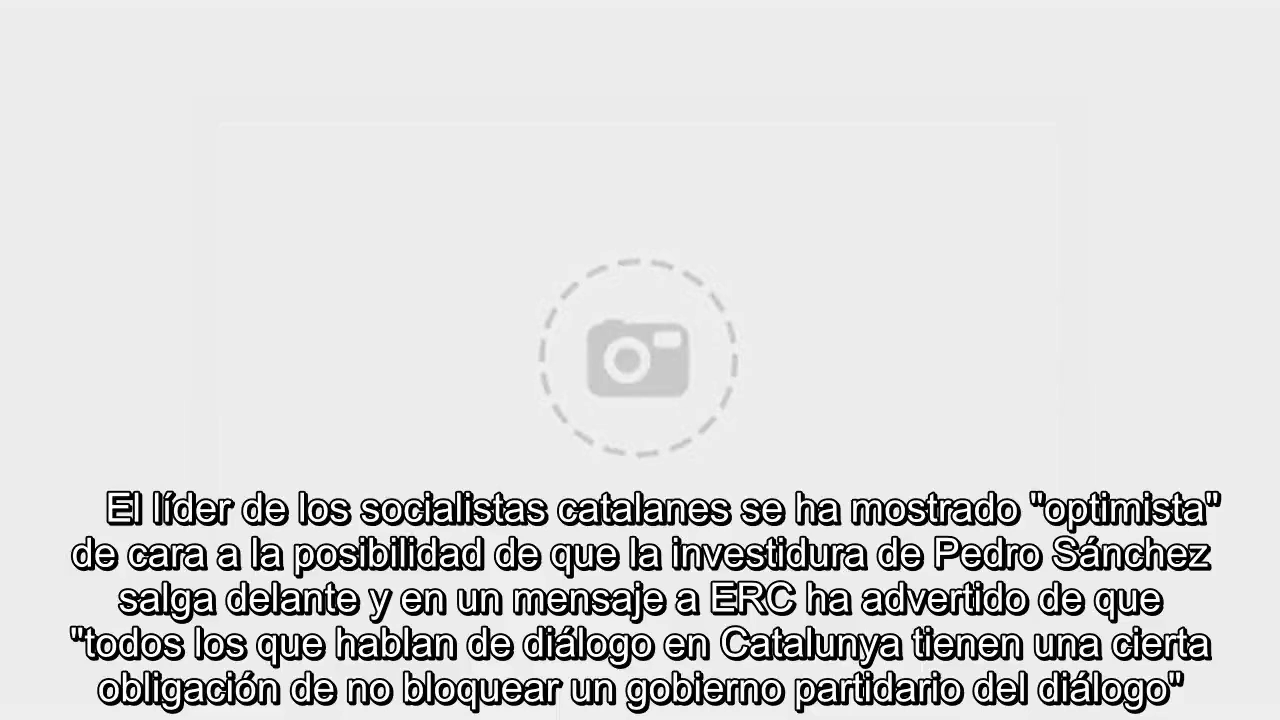 El líder de los socialistas catalanes se ha mostrado "optimista"
de cara a la posibilidad de que la investidura de Pedro Sánchez
salga delante y en un mensaje a ERC ha advertido de que
"todos los que hablan de diálogo en Catalunya tienen una cierta
obligación de no bloquear un gobierno partidario del diálogo"